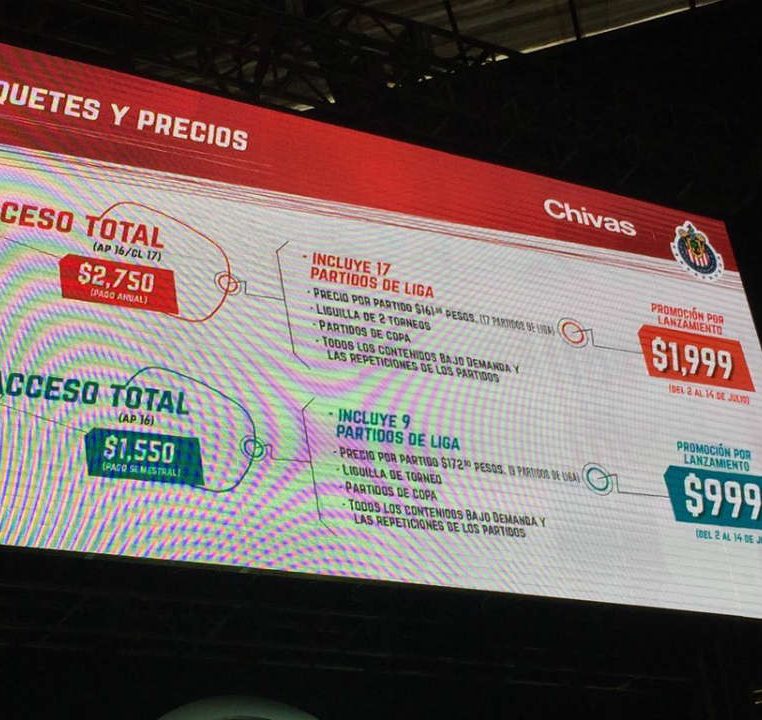 QUETES Y PRECIOS
Chivas
CESO TOTAL
(AP 16/CL 17)
$2,750
(PAGO ANUAL)
- INCLUYE 17
PARTIDOS DE LIGA
- PRECIO POR PARTIDO $161 PESOS. (17 PARTIDOS DE LIGA)
- LIGUILLA DE 2 TORNEOS
- PARTIDOS DE COPA
- TODOS LOS CONTENIDOS BAJO DEMANDA Y
LAS REPETICIONES DE LOS PARTIDOS
PROMOCIÓN POR
LANZAMIENTO
$1,999
(DEL 2 AL 14 DE JULIO)
ACCESO TOTAL
(AP 16)
$1,550
(PAGO SEMESTRAL)
- INCLUYE 9
PARTIDOS DE LIGA
- PRECIO POR PARTIDO $172 PESOS. (9 PARTIDOS DE LIGA)
- LIGUILLA DE TORNEO
- PARTIDOS DE COPA
- TODOS LOS CONTENIDOS BAJO DEMANDA Y
LAS REPETICIONES DE LOS PARTIDOS
PROMOCIÓN POR
LANZAMIENTO
$999
(DEL 2 AL 14 DE J